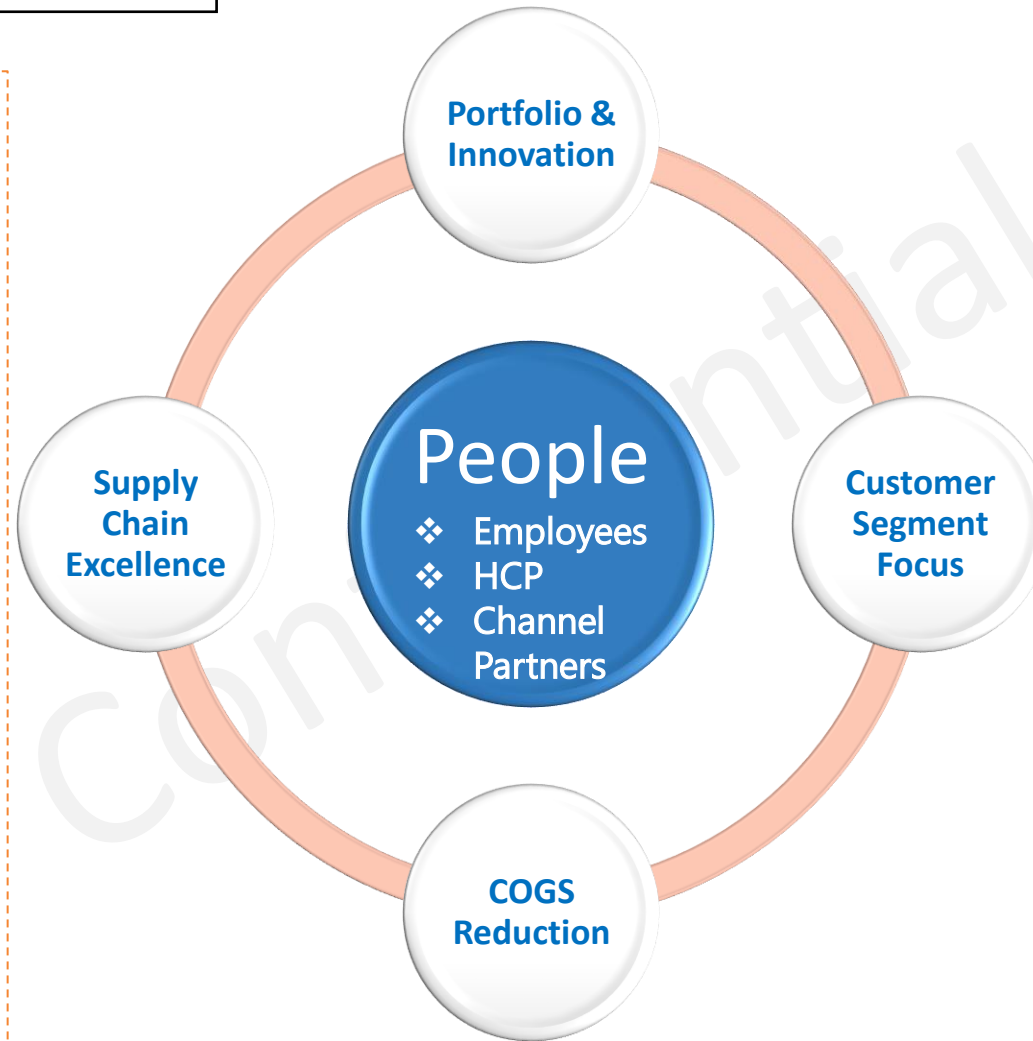 Portfolio &
Innovation
People
❖ Employees
❖ HCP
❖ Channel
Partners
Supply
Chain
Excellence
Customer
Segment
Focus
COGS
Reduction
Confidential